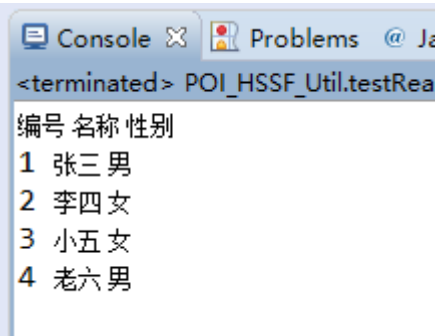 Console Problems @ Ja
<terminated> POI_HSSF_Util.testRea
编号 名称 性别
1 张三 男
2 李四 女
3 小五 女
4 老六 男